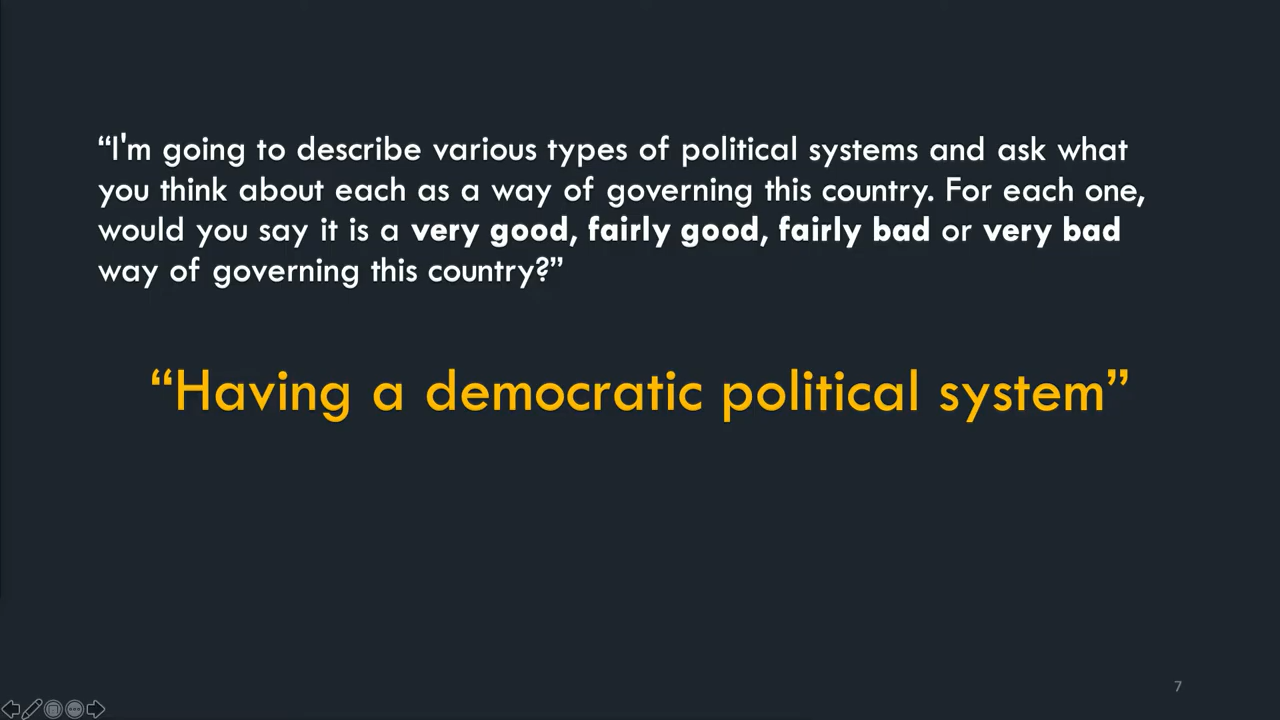 “I'm going to describe various types of political systems and ask what
you think about each as a way of governing this country. For each one,
would you say it is a very good, fairly good, fairly bad or very bad
way of governing this country?”
“Having a democratic political system”
7